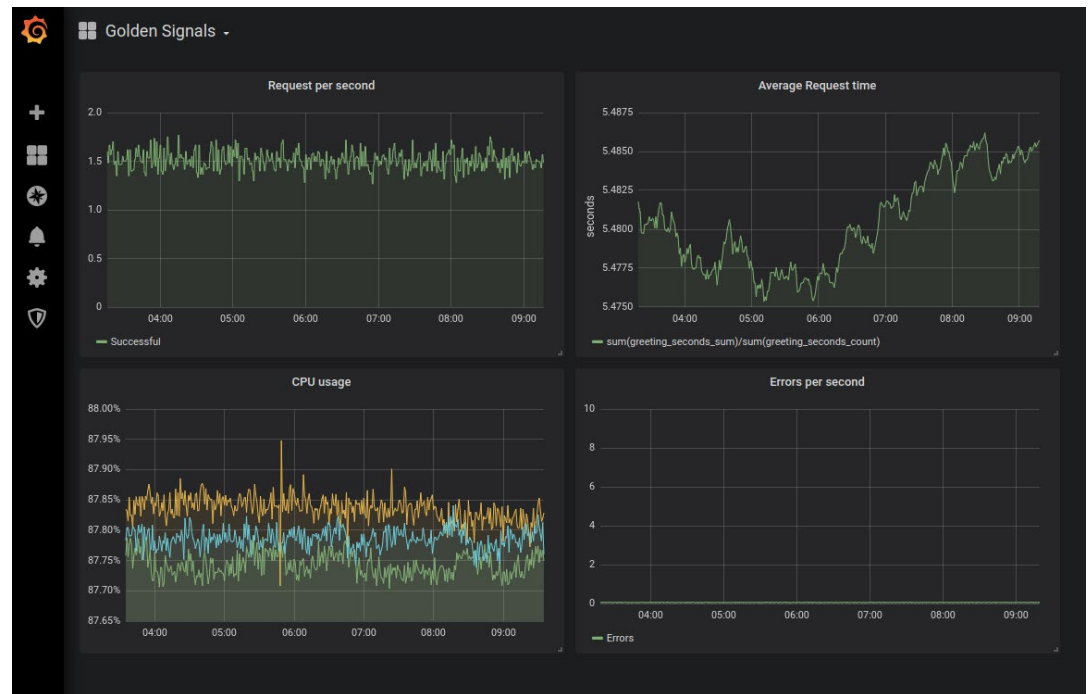 Golden Signals
Request per second
2.0
1.5
1.0
0.5
0
04:00 05:00 06:00 07:00 08:00 09:00
Successful
Average Request time
seconds
5.4875
5.4850
5.4825
5.4800
5.4775
5.4750
04:00 05:00 06:00 07:00 08:00 09:00
sum(greeting_seconds_sum)/sum(greeting_seconds_count)
CPU usage
88.00%
87.95%
87.90%
87.85%
87.80%
87.75%
87.70%
87.65%
04:00 05:00 06:00 07:00 08:00 09:00
Errors per second
10
8
6
4
2
0
04:00 05:00 06:00 07:00 08:00 09:00
Errors